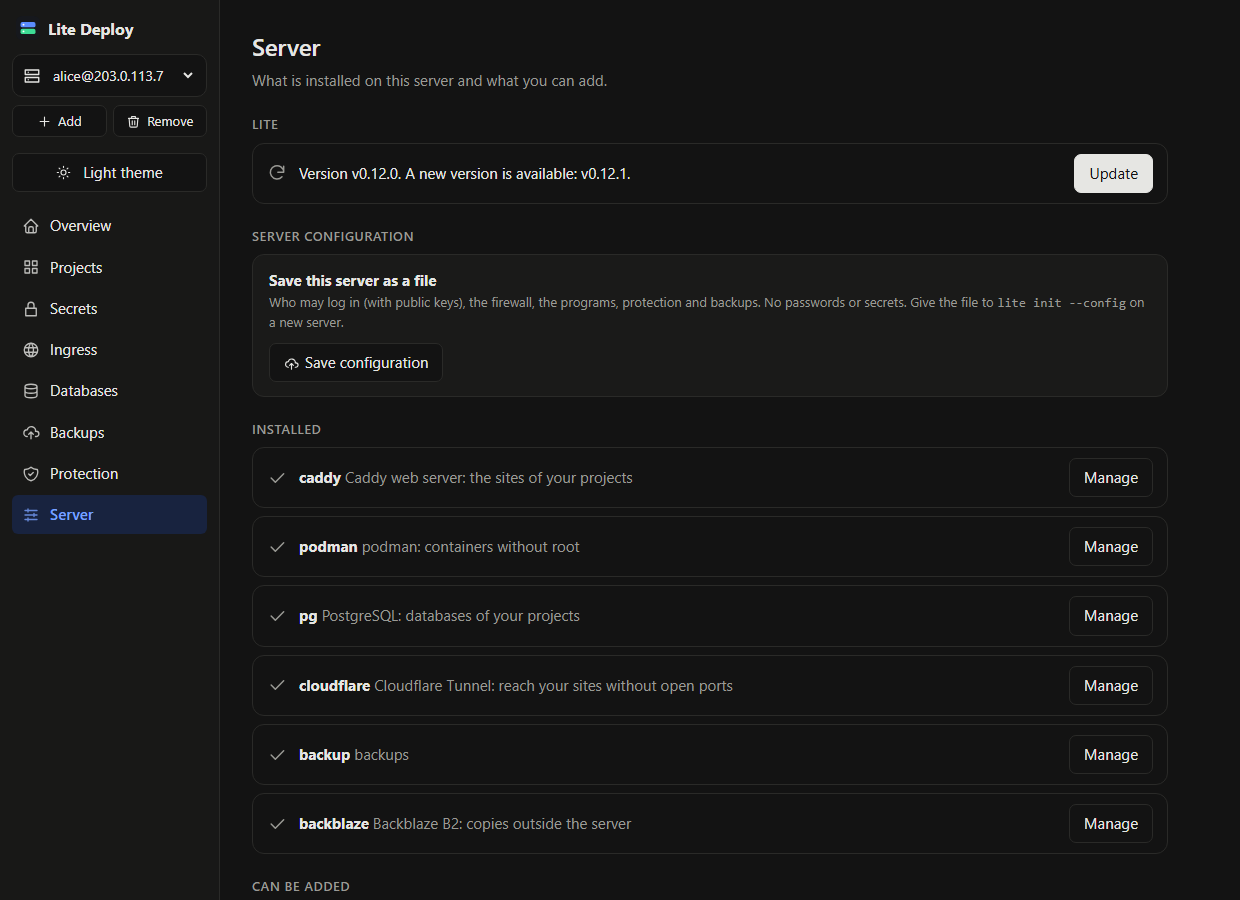 Lite Deploy
alice@203.0.113.7
Add
Remove
Light theme
Overview
Projects
Secrets
Ingress
Databases
Backups
Protection
Server
Server
What is installed on this server and what you can add.
LITE
Version v0.12.0. A new version is available: v0.12.1.
Update
SERVER CONFIGURATION
Save this server as a file
Who may log in (with public keys), the firewall, the programs, protection and backups. No passwords or secrets. Give the file to lite init --config on
a new server.
Save configuration
INSTALLED
caddy Caddy web server: the sites of your projects
Manage
podman podman: containers without root
Manage
pg PostgreSQL: databases of your projects
Manage
cloudflare Cloudflare Tunnel: reach your sites without open ports
Manage
backup backups
Manage
backblaze Backblaze B2: copies outside the server
Manage
CAN BE ADDED